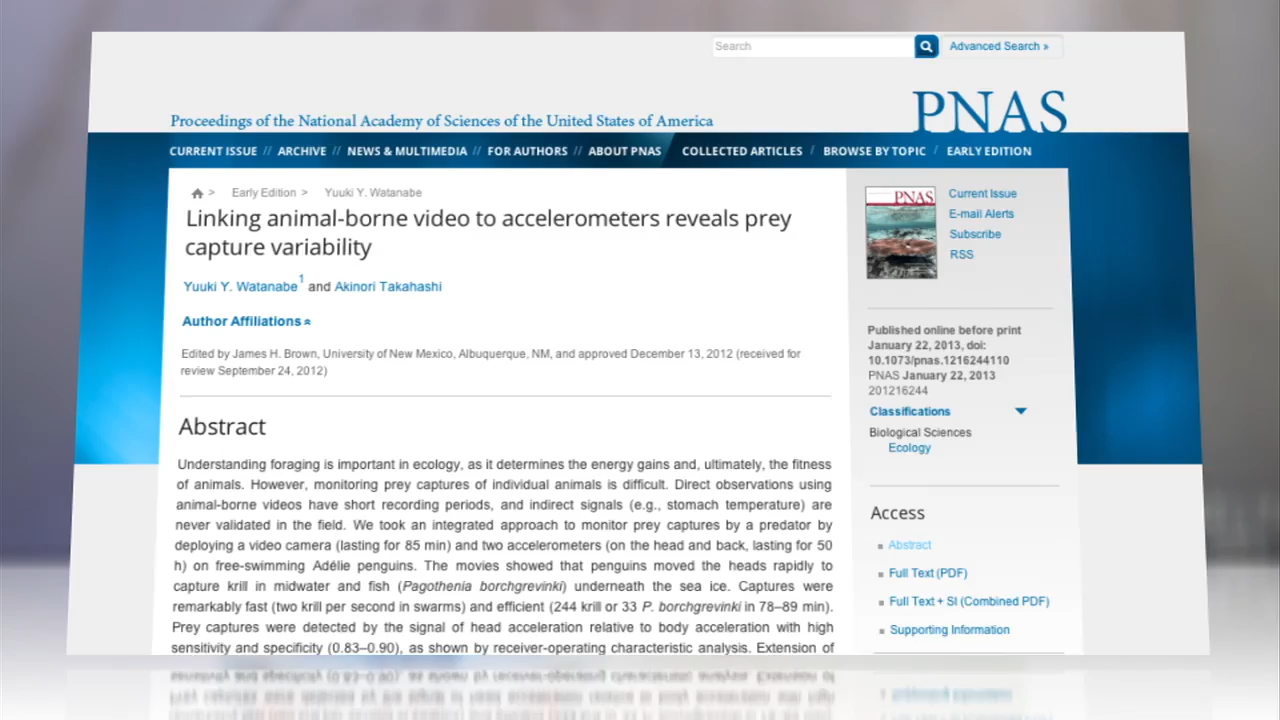 Search
Advanced Search »
Proceedings of the National Academy of Sciences of the United States of America
PNAS
CURRENT ISSUE // ARCHIVE // NEWS & MULTIMEDIA // FOR AUTHORS // ABOUT PNAS COLLECTED ARTICLES / BROWSE BY TOPIC / EARLY EDITION
> Early Edition > Yuuki Y. Watanabe
Linking animal-borne video to accelerometers reveals prey
capture variability
Yuuki Y. Watanabe1 and Akinori Takahashi
Author Affiliations
Edited by James H. Brown, University of New Mexico, Albuquerque, NM, and approved December 13, 2012 (received for
review September 24, 2012)
Abstract
Understanding foraging is important in ecology, as it determines the energy gains and, ultimately, the fitness
of animals. However, monitoring prey captures of individual animals is difficult. Direct observations using
animal-borne videos have short recording periods, and indirect signals (e.g., stomach temperature) are
never validated in the field. We took an integrated approach to monitor prey captures by a predator by
deploying a video camera (lasting for 85 min) and two accelerometers (on the head and back, lasting for 50
h) on free-swimming Adélie penguins. The movies showed that penguins moved the heads rapidly to
capture krill in midwater and fish (Pagothenia borchgrevinki) underneath the sea ice. Captures were
remarkably fast (two krill per second in swarms) and efficient (244 krill or 33 P. borchgrevinki in 78–89 min).
Prey captures were detected by the signal of head acceleration relative to body acceleration with high
sensitivity and specificity (0.83–0.90), as shown by receiver-operating characteristic analysis. Extension of
PNAS
Current Issue
E-mail Alerts
Subscribe
RSS
Published online before print
January 22, 2013, doi:
10.1073/pnas.1216244110
PNAS January 22, 2013
201216244
Classifications
Biological Sciences
Ecology
Access
Abstract
Full Text (PDF)
Full Text + SI (Combined PDF)
Supporting Information